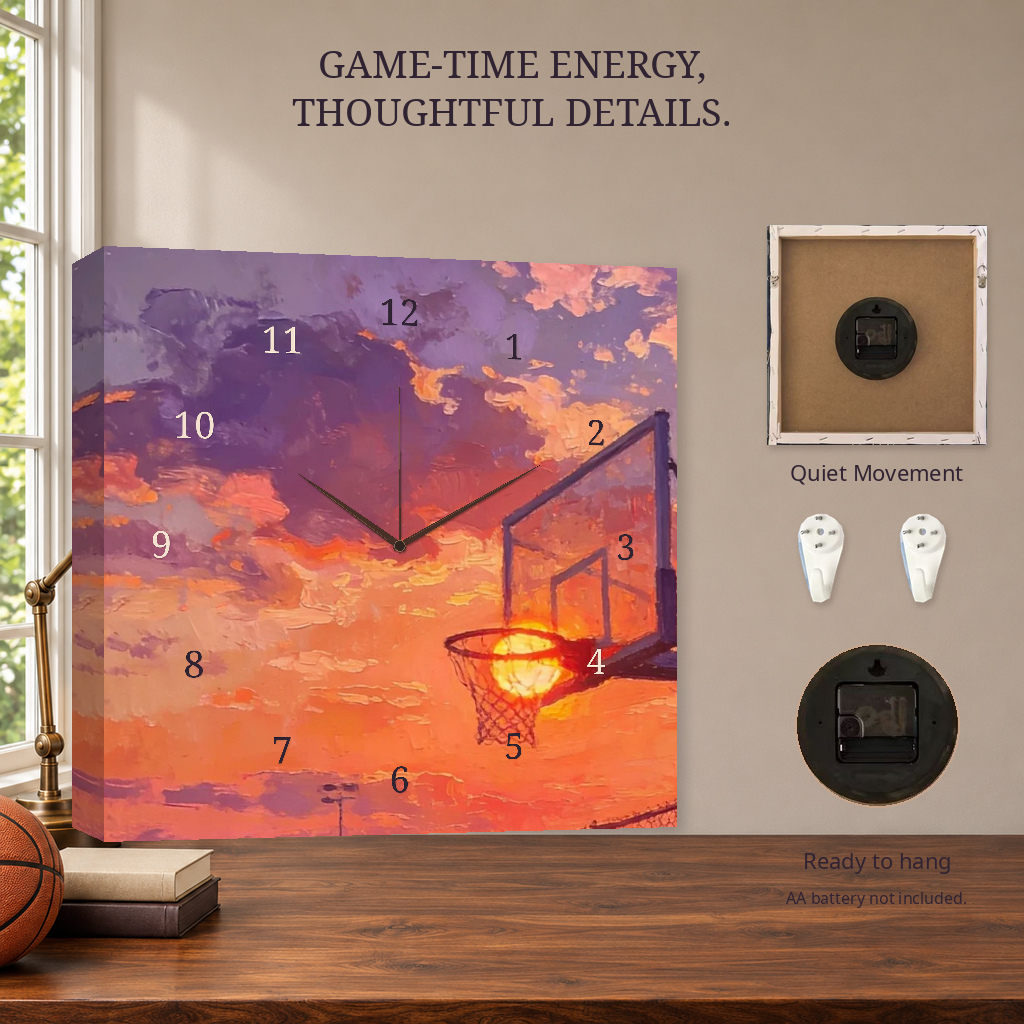 GAME-TIME ENERGY,
THOUGHTFUL DETAILS.
12
11
1
10
2
9
3
8
4
7
5
6
Quiet Movement
Ready to hang
AA battery not included.